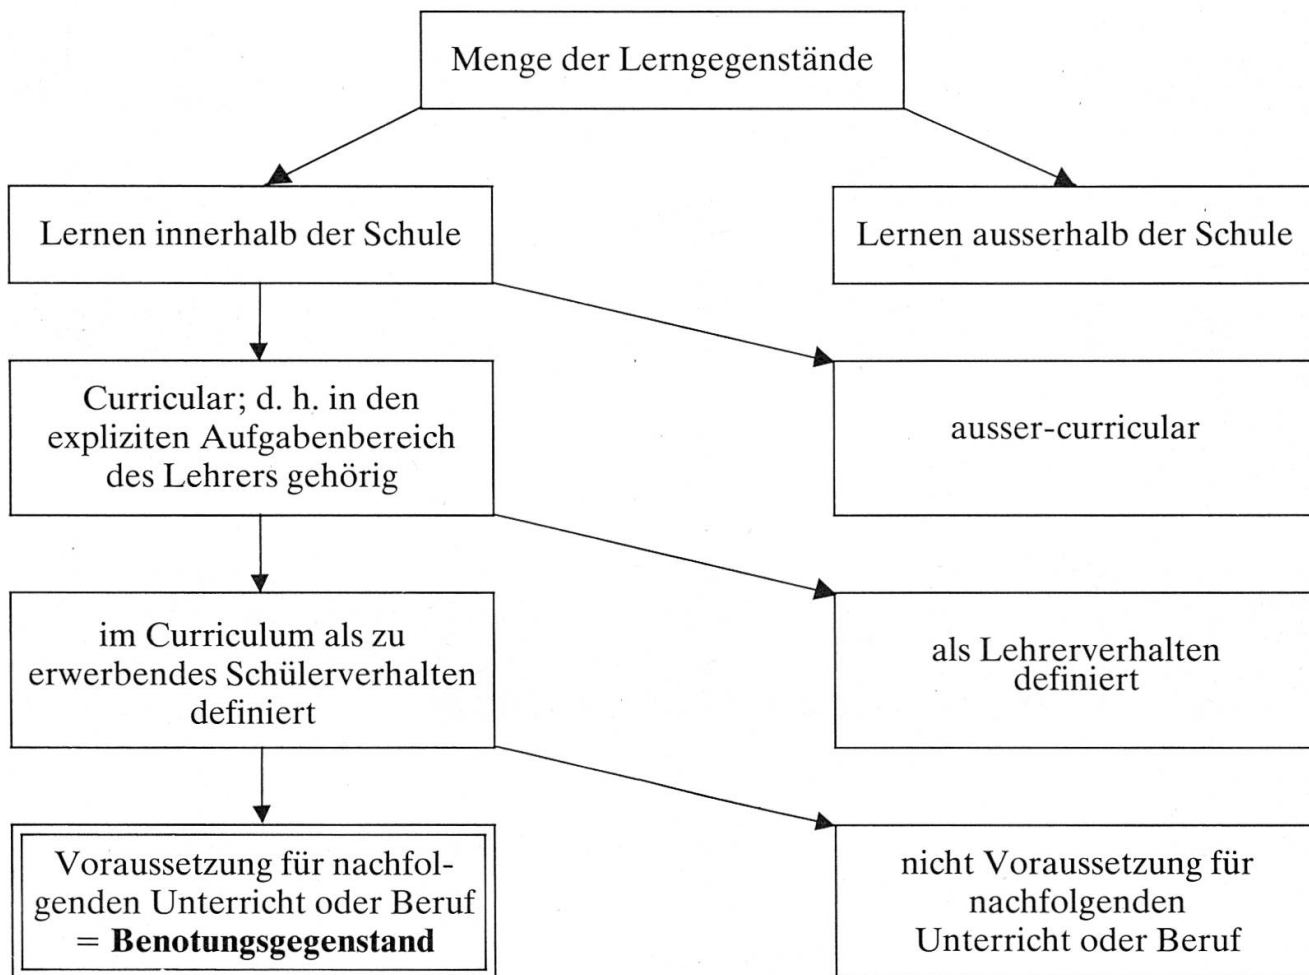 Menge der Lerngegenstände
Lernen innerhalb der Schule
Lernen ausserhalb der Schule
Curricular; d. h. in den
expliziten Aufgabenbereich
des Lehrers gehörig
ausser-curricular
im Curriculum als zu
erwerbendes Schülerverhalten
definiert
als Lehrerverhalten
definiert
Voraussetzung für nachfol-
genden Unterricht oder Beruf
= Benotungsgegenstand
nicht Voraussetzung für
nachfolgenden
Unterricht oder Beruf